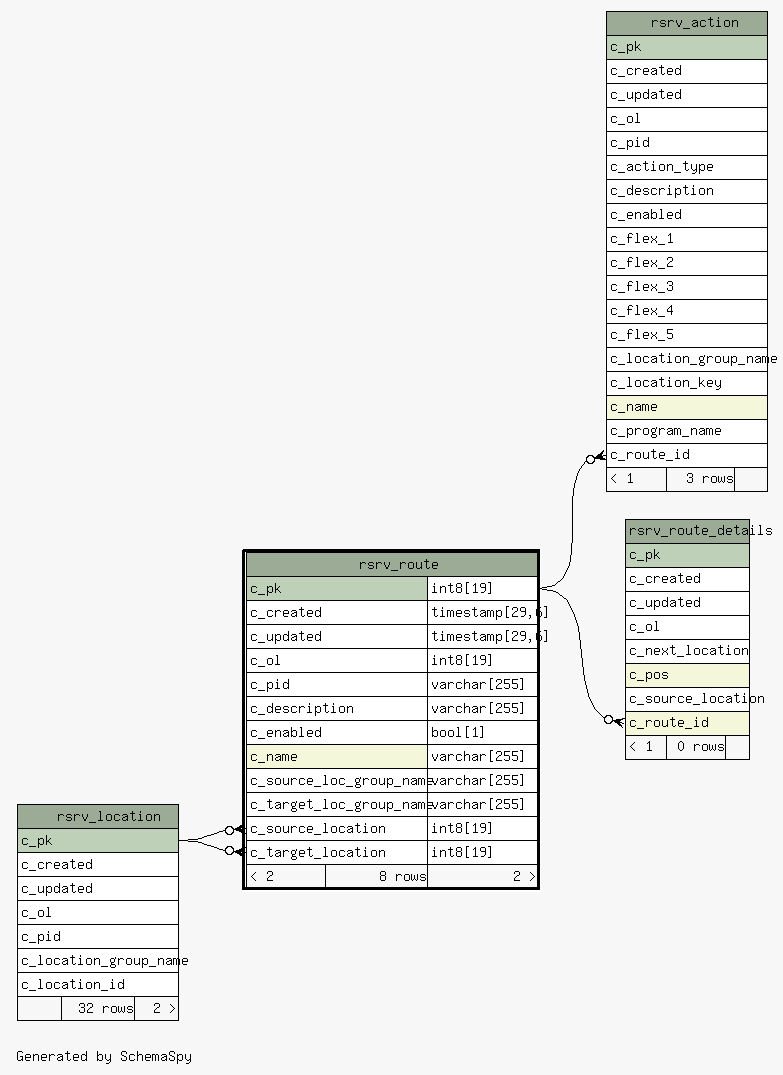 rsrv_action
c_pk
c_created
c_updated
c_ol
c_pid
c_action_type
c_description
c_enabled
c_flex_1
c_flex_2
c_flex_3
c_flex_4
c_flex_5
c_location_group_name
c_location_key
c_name
c_program_name
c_route_id
< 1 3 rows
rsrv_route_details
c_pk
c_created
c_updated
c_ol
c_next_location
c_pos
c_source_location
c_route_id
< 1 0 rows
rsrv_route
c_pk int8[19]
c_created timestamp[29,6]
c_updated timestamp[29,6]
c_ol int8[19]
c_pid varchar[255]
c_description varchar[255]
c_enabled bool[1]
c_name varchar[255]
c_source_loc_group_name varchar[255]
c_target_loc_group_name varchar[255]
c_source_location int8[19]
c_target_location int8[19]
< 2 8 rows 2 >
rsrv_location
c_pk
c_created
c_updated
c_ol
c_pid
c_location_group_name
c_location_id
32 rows 2 >
Generated by SchemaSpy